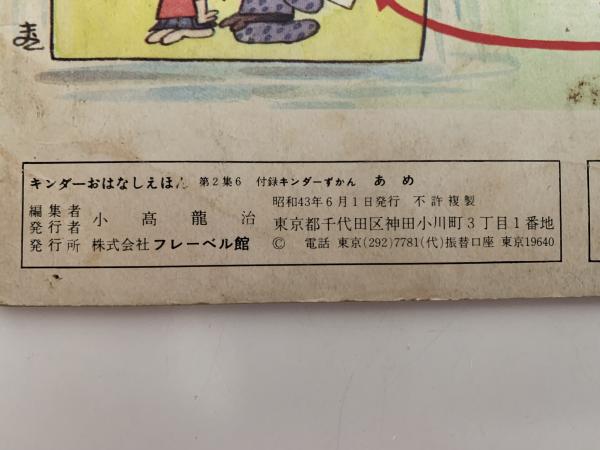 キンダーおはなしえほん 第2集6 付録キンダーずかん あめ
昭和43年6月1日発行 不許複製
編集者
発行者 小髙龍治 東京都千代田区神田小川町3丁目1番地
発行所 株式会社フレーベル館 © 電話 東京(292)7781(代)振替口座 東京19640